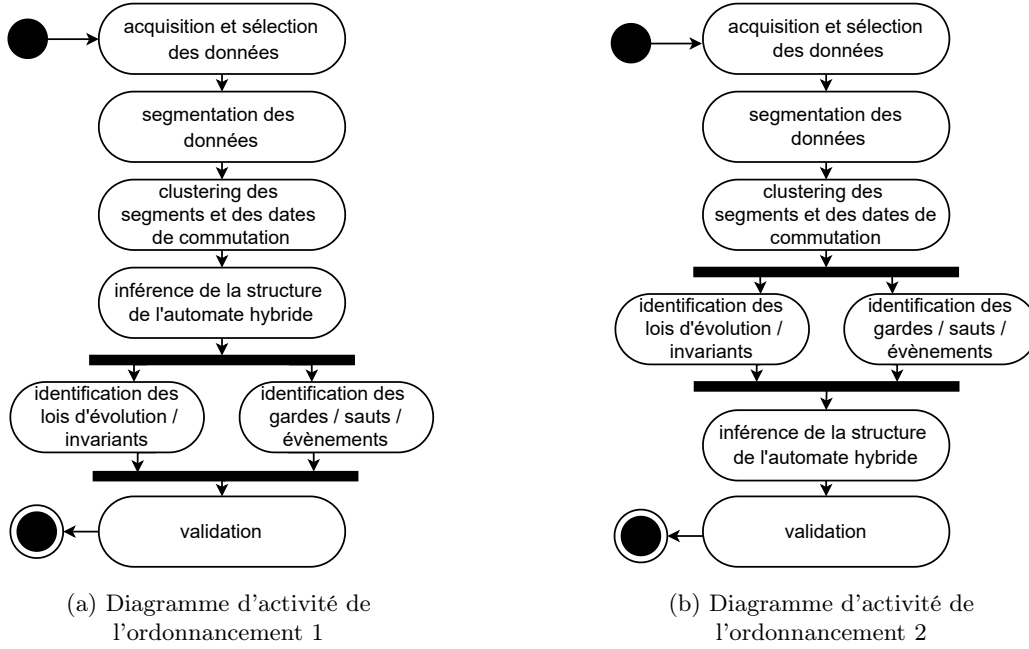 acquisition et sélection
des données
segmentation des
données
clustering des
segments et des dates
de commutation
inférence de la structure
de l'automate hybride
identification des
lois d'évolution /
invariants
identification des
gardes / sauts /
évènements
validation
(a) Diagramme d'activité de
l'ordonnancement 1
acquisition et sélection
des données
segmentation des
données
clustering des
segments et des dates de
commutation
identification des
lois d'évolution /
invariants
identification des
gardes / sauts /
évènements
inférence de la structure
de l'automate hybride
validation
(b) Diagramme d'activité de
l'ordonnancement 2